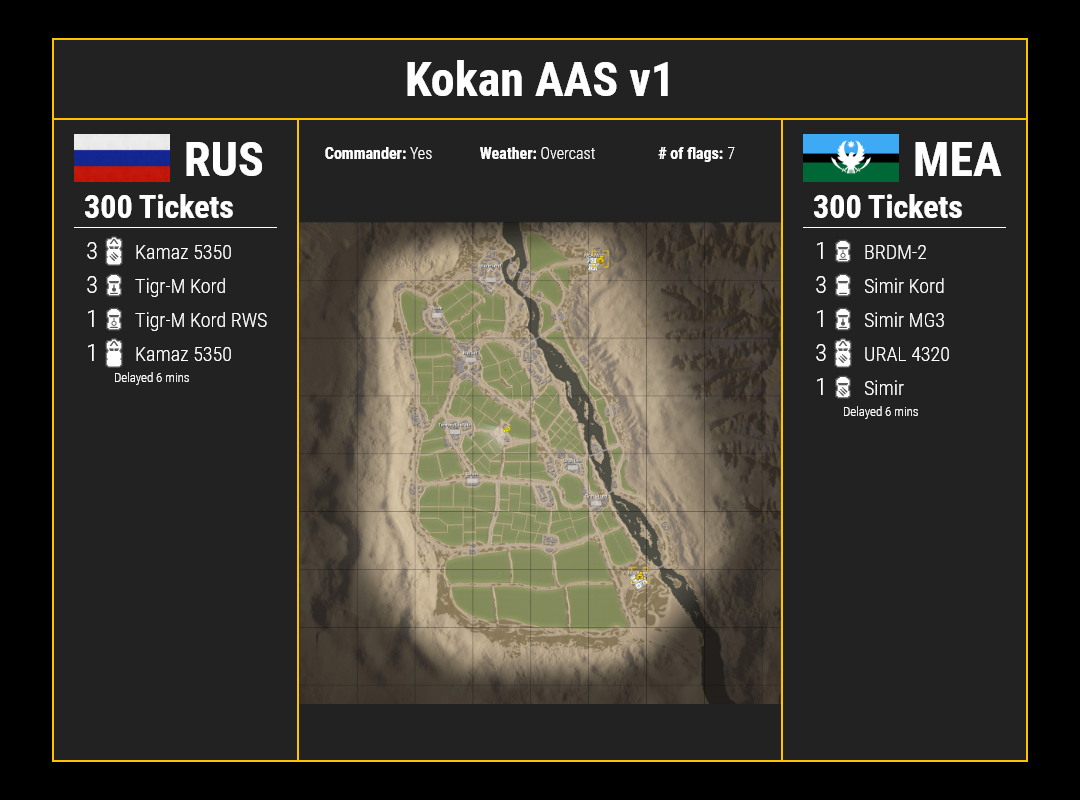 Kokan AAS v1
RUS
300 Tickets
3 Kamaz 5350
3 Tigr-M Kord
1 Tigr-M Kord RWS
1 Kamaz 5350
Delayed 6 mins
Commander: Yes Weather: Overcast # of flags: 7
MEA
300 Tickets
1 BRDM-2
3 Simir Kord
1 Simir MG3
3 URAL 4320
1 Simir
Delayed 6 mins